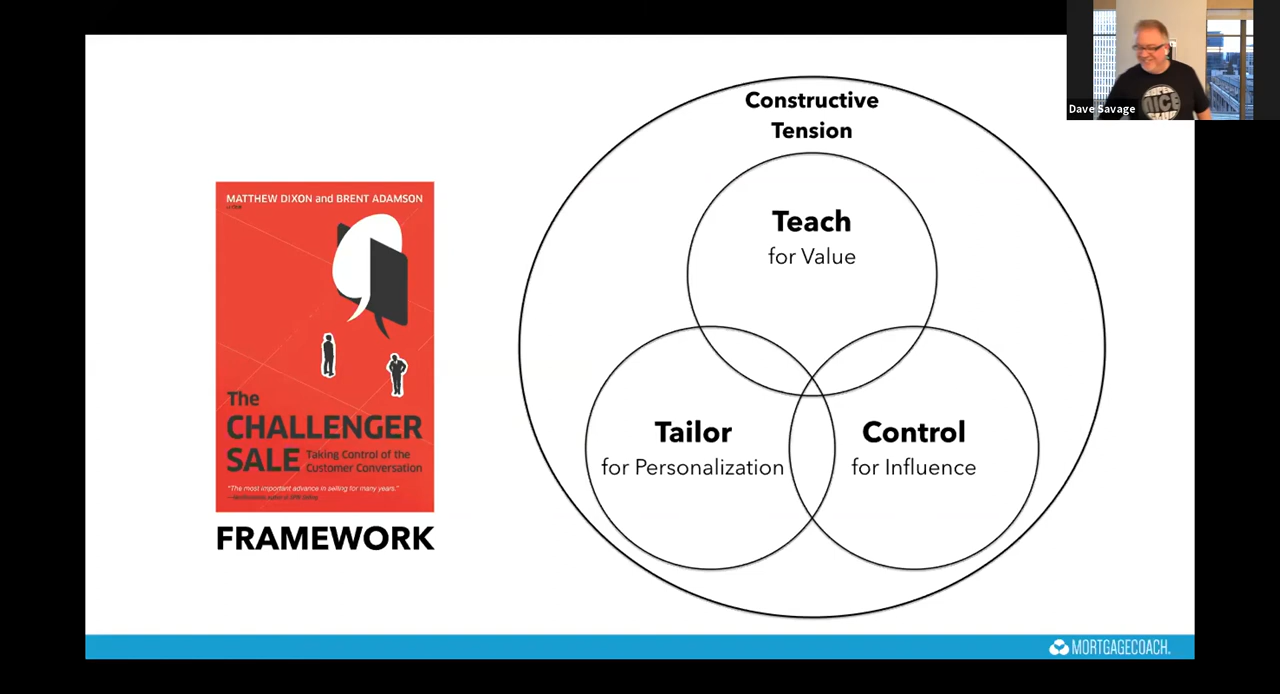 MATTHEW DIXON and BRENT ADAMSON
The
CHALLENGER
SALE
Taking Control of the
Customer Conversation
"The most important advance in selling for many years."
FRAMEWORK
Constructive
Tension
Teach
for Value
Tailor
for Personalization
Control
for Influence
Dave Savage
NICE
MORTGAGECOACH